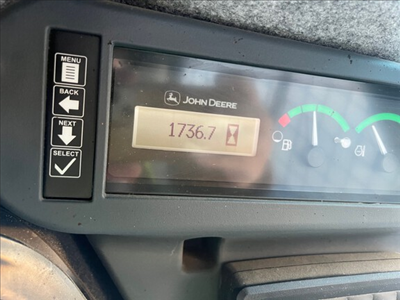 MENU
BACK
NEXT
SELECT
JOHN DEERE
1736.7